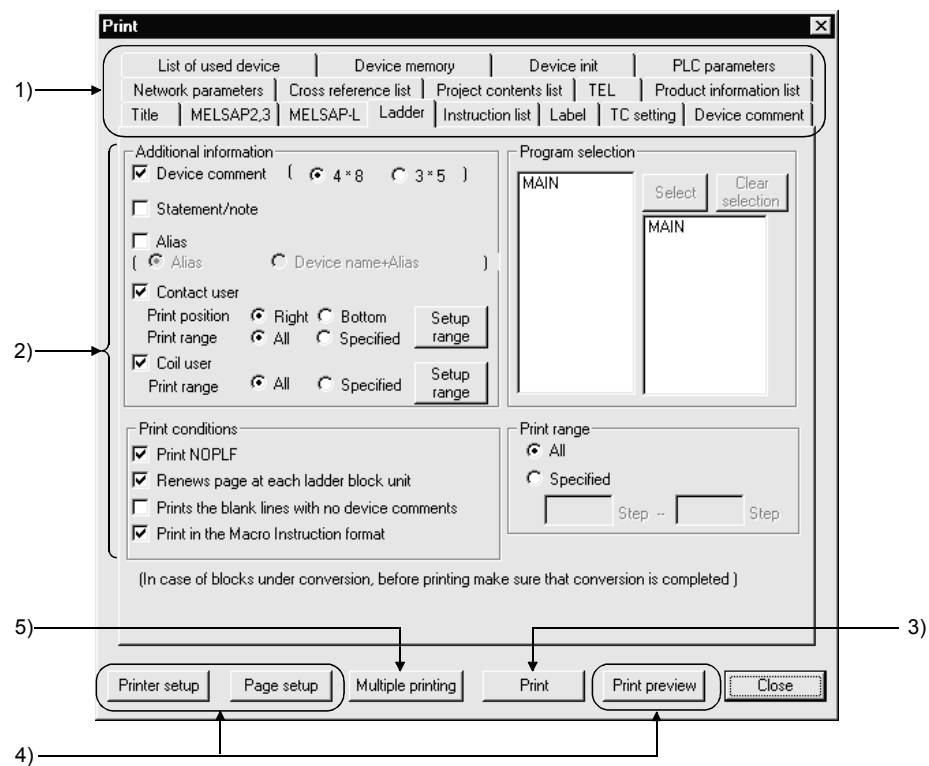 Print
List of used device Device memory Device init PLC parameters
1) Network parameters Cross reference list Project contents list TEL Product information list
Title MELSAP2,3 MELSAP-L Ladder Instruction list Label TC setting Device comment
Additional information
Device comment ( 4*8 3*5 )
Statement/note
Alias
( Alias Device name+Alias )
Contact user
Print position Right Bottom Setup range
Print range All Specified
2) Coil user
Print range All Specified Setup range
Program selection
MAIN Select Clear selection
MAIN
Print conditions
Print NOPLF
Renews page at each ladder block unit
Prints the blank lines with no device comments
Print in the Macro Instruction format
Print range
All
Specified
Step -- Step
(In case of blocks under conversion, before printing make sure that conversion is completed )
5) 3)
Printer setup Page setup Multiple printing Print Print preview Close
4)